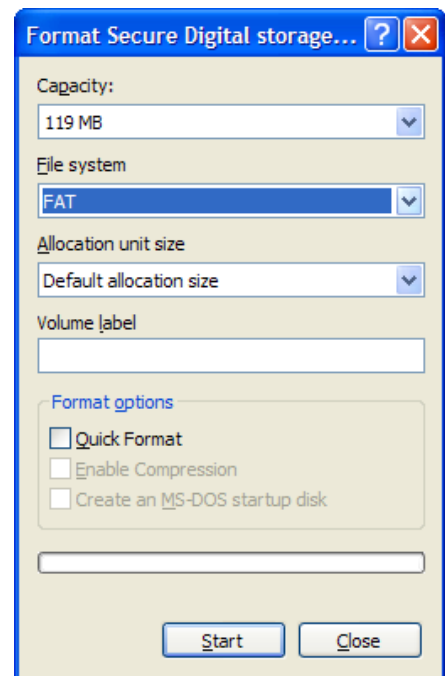 Format Secure Digital storage...
Capacity:
119 MB
File system
FAT
Allocation unit size
Default allocation size
Volume label
Format options
Quick Format
Enable Compression
Create an MS-DOS startup disk
Start Close